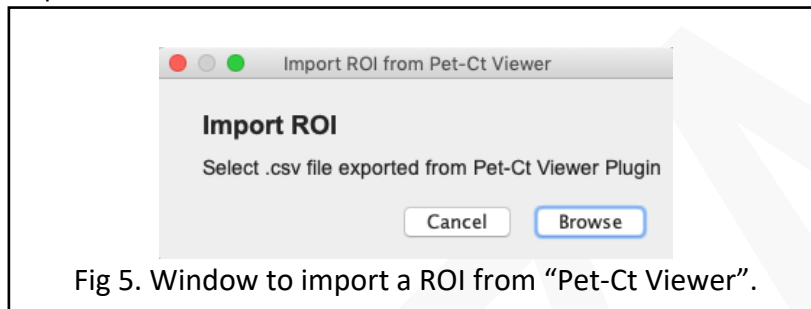 Import ROI from Pet-Ct Viewer
Import ROI
Select .csv file exported from Pet-Ct Viewer Plugin
Cancel Browse
Fig 5. Window to import a ROI from “Pet-Ct Viewer”.